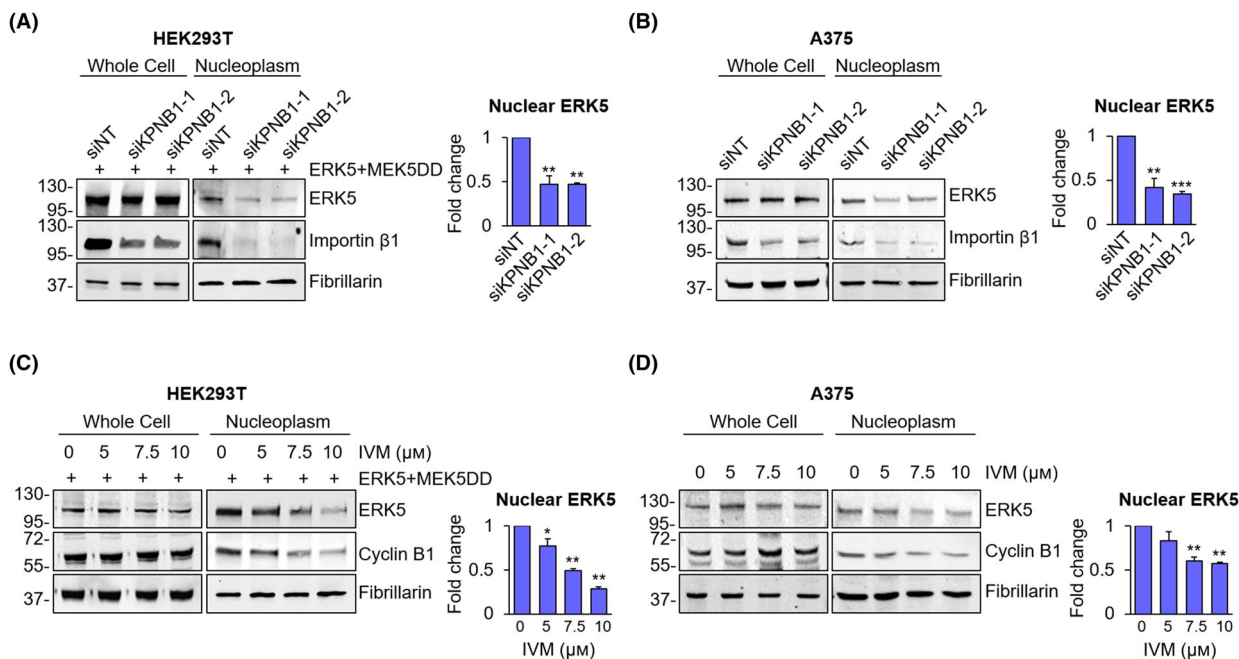 (A)
HEK293T
Whole Cell Nucleoplasm
siNT siKPNB1-1 siKPNB1-2 siNT siKPNB1-1 siKPNB1-2
+ + + + + + ERK5+MEK5DD
130-
95-
ERK5
130-
95-
Importin β1
37-
Fibrillarin
Nuclear ERK5
Fold change
1
0.5
0
** **
siNT siKPNB1-1 siKPNB1-2
(B)
A375
Whole Cell Nucleoplasm
siNT siKPNB1-1 siKPNB1-2 siNT siKPNB1-1 siKPNB1-2
130-
95-
ERK5
130-
95-
Importin β1
37-
Fibrillarin
Nuclear ERK5
Fold change
1
0.5
0
** ***
siNT siKPNB1-1 siKPNB1-2
(C)
HEK293T
Whole Cell Nucleoplasm
0 5 7.5 10 0 5 7.5 10 IVM (μM)
+ + + + + + + + ERK5+MEK5DD
130-
95-
ERK5
72-
55-
Cyclin B1
37-
Fibrillarin
Nuclear ERK5
Fold change
1
0.5
0
* ** **
0 5 7.5 10
IVM (μM)
(D)
A375
Whole Cell Nucleoplasm
0 5 7.5 10 0 5 7.5 10 IVM (μM)
130-
95-
ERK5
72-
55-
Cyclin B1
37-
Fibrillarin
Nuclear ERK5
Fold change
1
0.5
0
** **
0 5 7.5 10
IVM (μM)